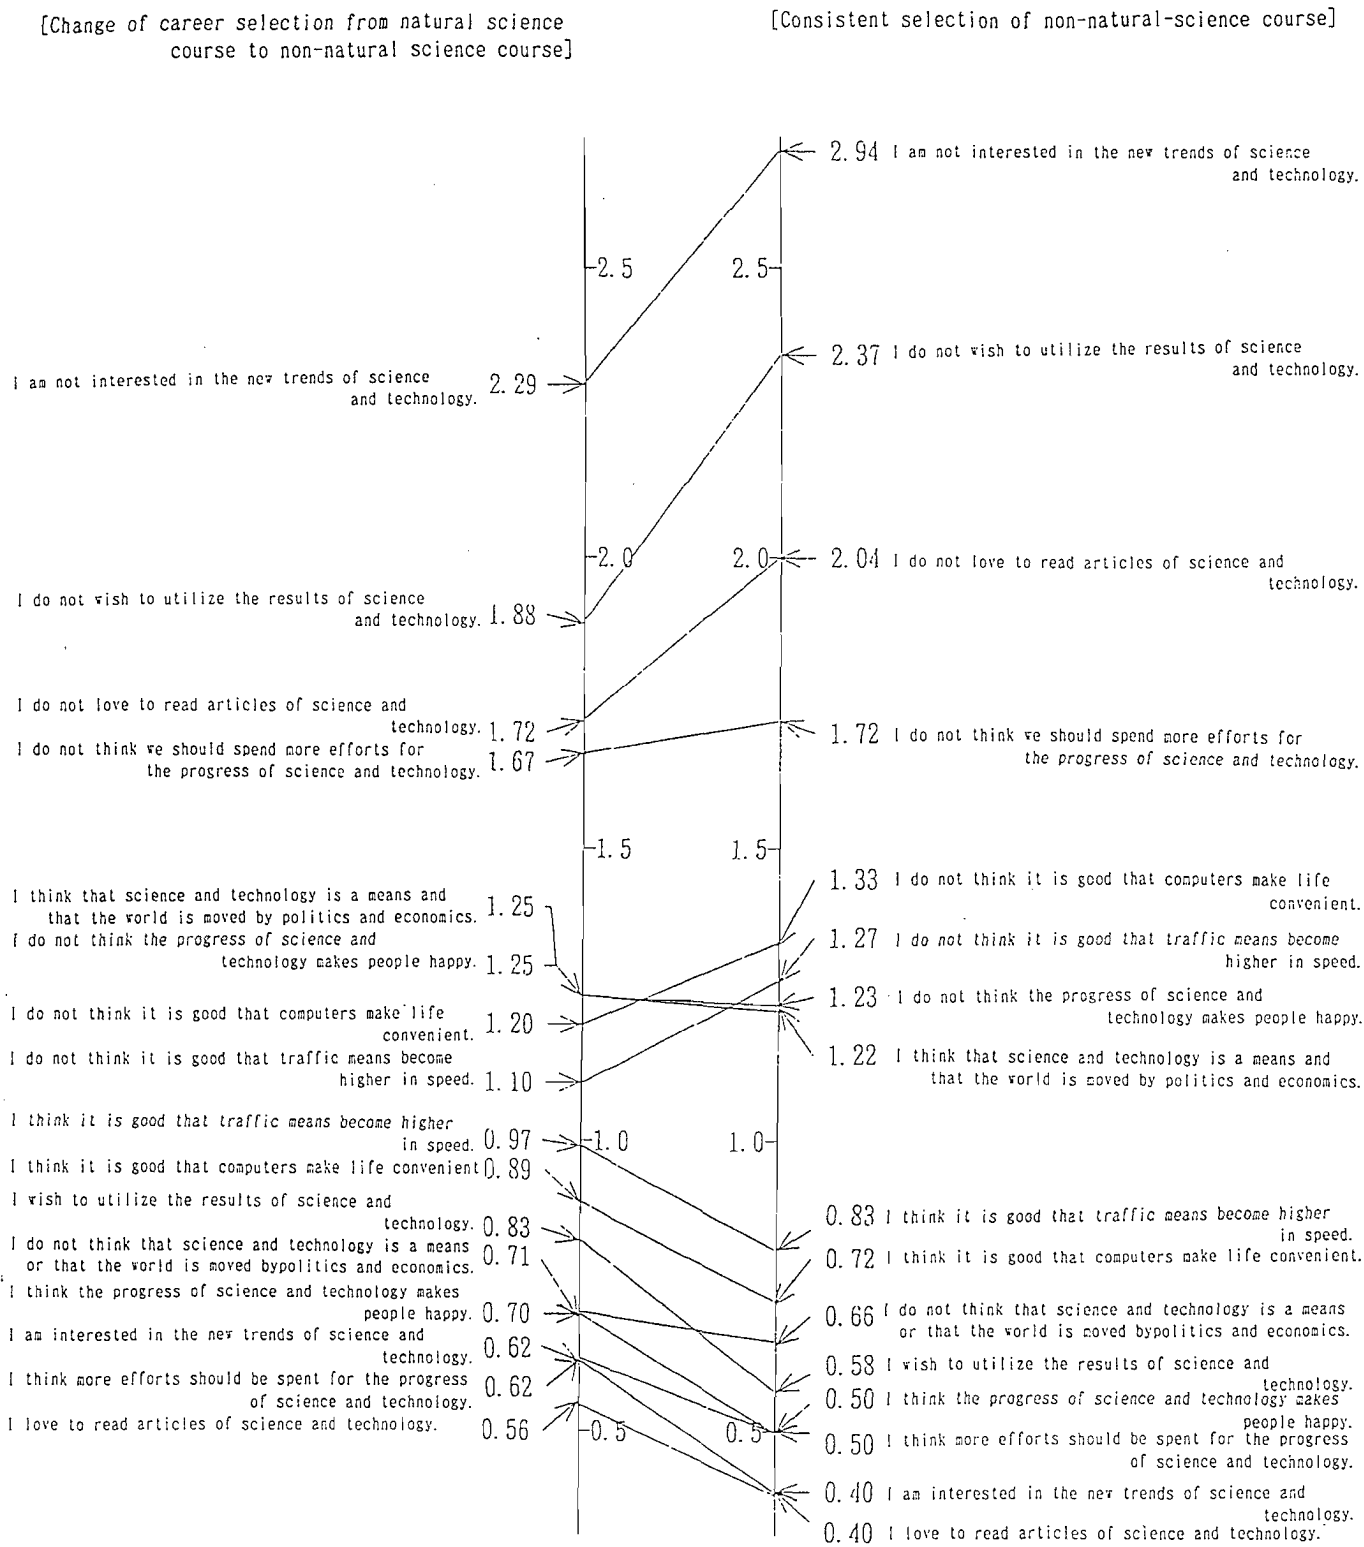 [Change of career selection from natural science
course to non-natural science course]
[Consistent selection of non-natural-science course]
2.5
2.0
1.5
1.0
0.5
I am not interested in the new trends of science
and technology. 2.29
I do not wish to utilize the results of science
and technology. 1.88
I do not love to read articles of science and
technology. 1.72
I do not think we should spend more efforts for
the progress of science and technology. 1.67
I think that science and technology is a means and
that the world is moved by politics and economics. 1.25
I do not think the progress of science and
technology makes people happy. 1.25
I do not think it is good that computers make life
convenient. 1.20
I do not think it is good that traffic means become
higher in speed. 1.10
I think it is good that traffic means become higher
in speed. 0.97
I think it is good that computers make life convenient 0.89
I wish to utilize the results of science and
technology. 0.83
I do not think that science and technology is a means 0.71
or that the world is moved bypolitics and economics.
I think the progress of science and technology makes
people happy. 0.70
I am interested in the new trends of science and
technology. 0.62
I think more efforts should be spent for the progress 0.62
of science and technology.
I love to read articles of science and technology. 0.56
2.5
2.0
1.5
1.0
0.5
2.94 I am not interested in the new trends of science
and technology.
2.37 I do not wish to utilize the results of science
and technology.
2.04 I do not love to read articles of science and
technology.
1.72 I do not think we should spend more efforts for
the progress of science and technology.
1.33 I do not think it is good that computers make life
convenient.
1.27 I do not think it is good that traffic means become
higher in speed.
1.23 I do not think the progress of science and
technology makes people happy.
1.22 I think that science and technology is a means and
that the world is moved by politics and economics.
0.83 I think it is good that traffic means become higher
in speed.
0.72 I think it is good that computers make life convenient.
0.66 I do not think that science and technology is a means
or that the world is moved bypolitics and economics.
0.58 I wish to utilize the results of science and
technology.
0.50 I think the progress of science and technology makes
people happy.
0.50 I think more efforts should be spent for the progress
of science and technology.
0.40 I am interested in the new trends of science and
technology.
0.40 I love to read articles of science and technology.